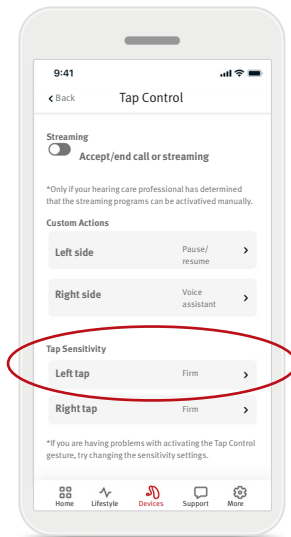 9:41
Back Tap Control
Streaming
Accept/end call or streaming
*Only if your hearing care professional has determined
that the streaming programs can be activatived manually.
Custom Actions
Left side Pause/
resume
Right side Voice
assistant
Tap Sensitivity
Left tap Firm
Right tap Firm
*If you are having problems with activating the Tap Control
gesture, try changing the sensitivity settings.
Home Lifestyle Devices Support More